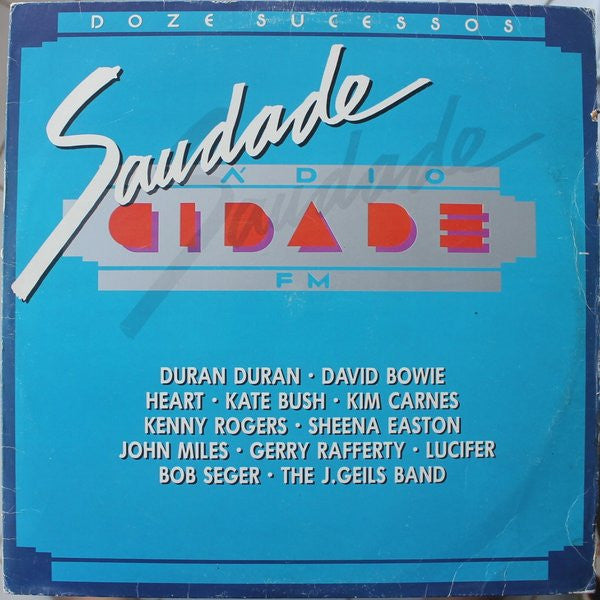 DOZE SUCESSOS
Saudade
ÁDIO
CIDADE
FM
DURAN DURAN · DAVID BOWIE
HEART · KATE BUSH · KIM CARNES
KENNY ROGERS · SHEENA EASTON
JOHN MILES · GERRY RAFFERTY · LUCIFER
BOB SEGER · THE J.GEILS BAND